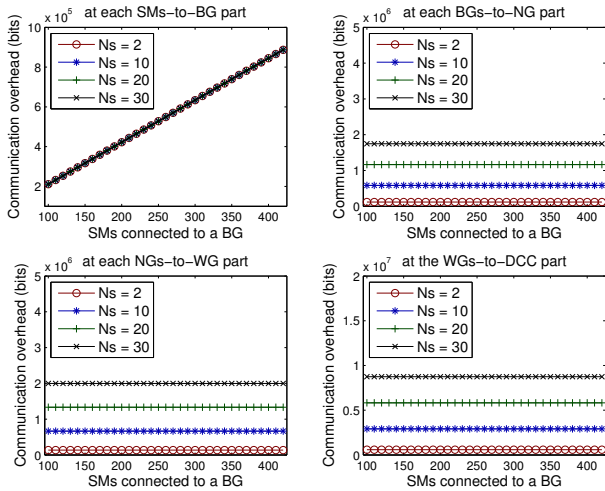 at each SMs-to-BG part
x 10^5
Communication overhead (bits)
10
8
6
4
2
Ns = 2
Ns = 10
Ns = 20
Ns = 30
100 150 200 250 300 350 400
SMs connected to a BG
at each BGs-to-NG part
x 10^6
Communication overhead (bits)
5
4
3
2
1
0
Ns = 2
Ns = 10
Ns = 20
Ns = 30
100 150 200 250 300 350 400
SMs connected to a BG
at each NGs-to-WG part
x 10^6
Communication overhead (bits)
5
4
3
2
1
0
Ns = 2
Ns = 10
Ns = 20
Ns = 30
100 150 200 250 300 350 400
SMs connected to a BG
at the WGs-to-DCC part
x 10^7
Communication overhead (bits)
2
1.5
1
0.5
0
Ns = 2
Ns = 10
Ns = 20
Ns = 30
100 150 200 250 300 350 400
SMs connected to a BG